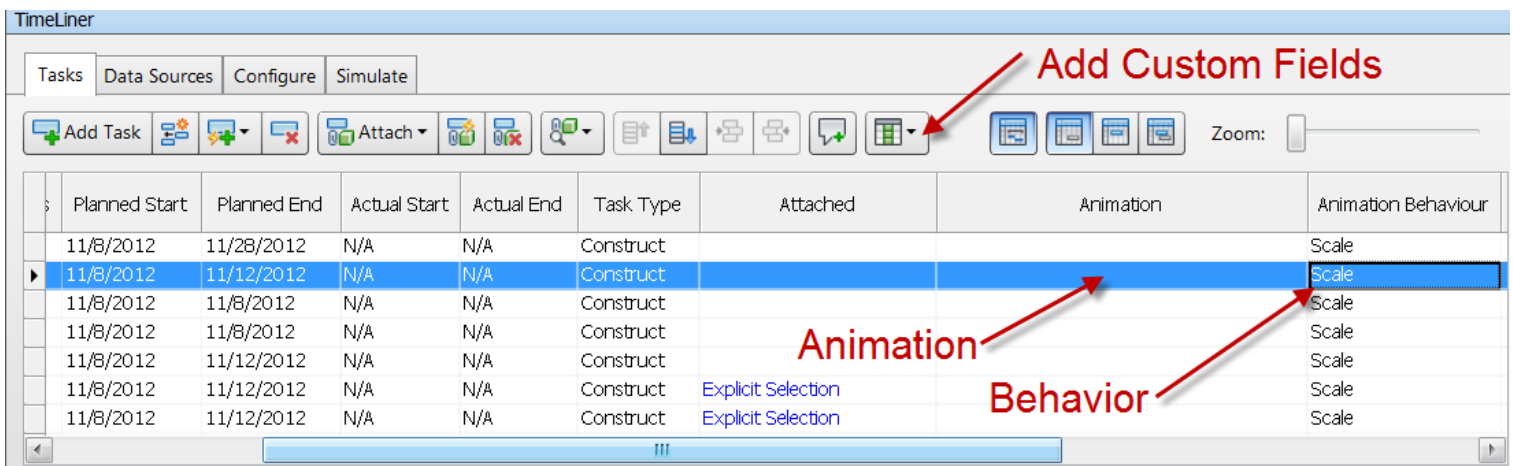 TimeLiner
Add Custom Fields
Tasks Data Sources Configure Simulate
Add Task Attach Zoom:
s Planned Start Planned End Actual Start Actual End Task Type Attached Animation Animation Behaviour
11/8/2012 11/28/2012 N/A N/A Construct Scale
11/8/2012 11/12/2012 N/A N/A Construct Scale
11/8/2012 11/8/2012 N/A N/A Construct Scale
11/8/2012 11/8/2012 N/A N/A Construct Scale
Animation
11/8/2012 11/12/2012 N/A N/A Construct Scale
11/8/2012 11/12/2012 N/A N/A Construct Explicit Selection Scale
Behavior
11/8/2012 11/12/2012 N/A N/A Construct Explicit Selection Scale